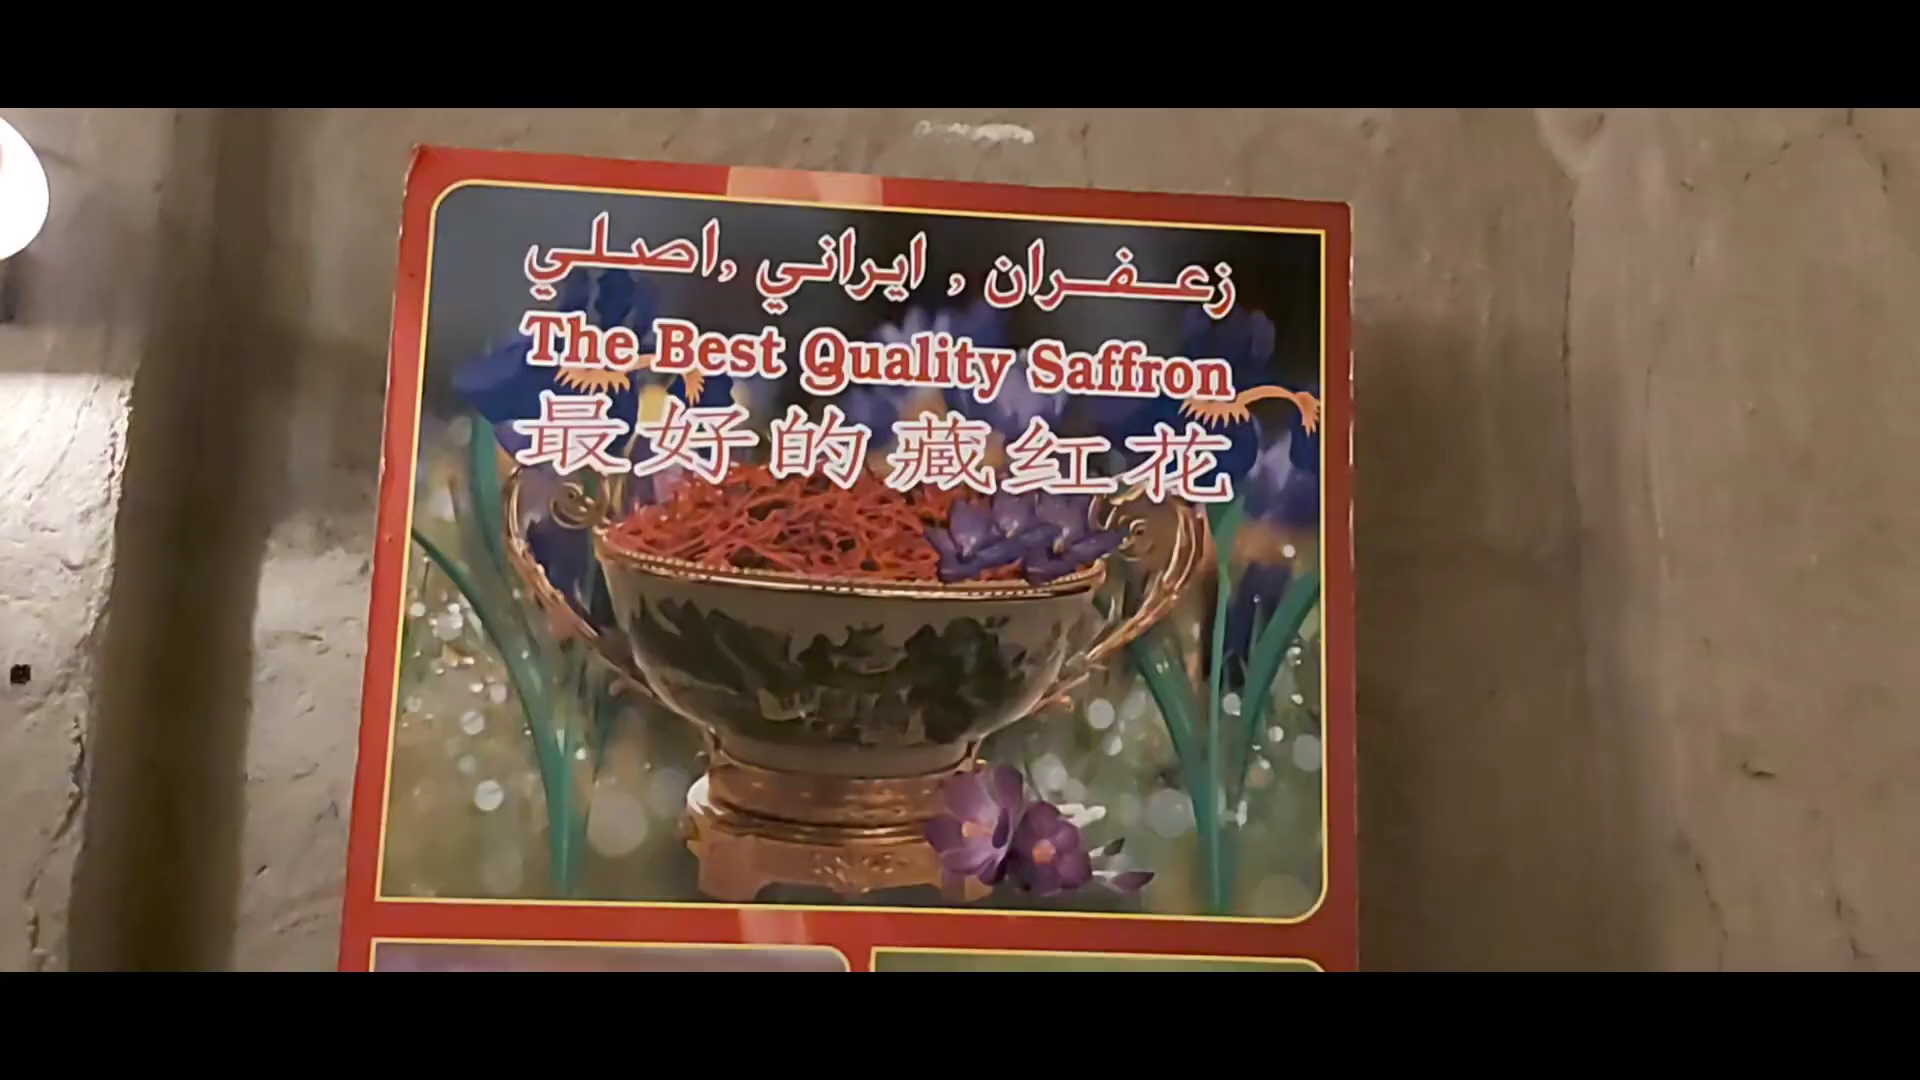 زعفران , ايراني , اصلي
The Best Quality Saffron
最好的藏红花